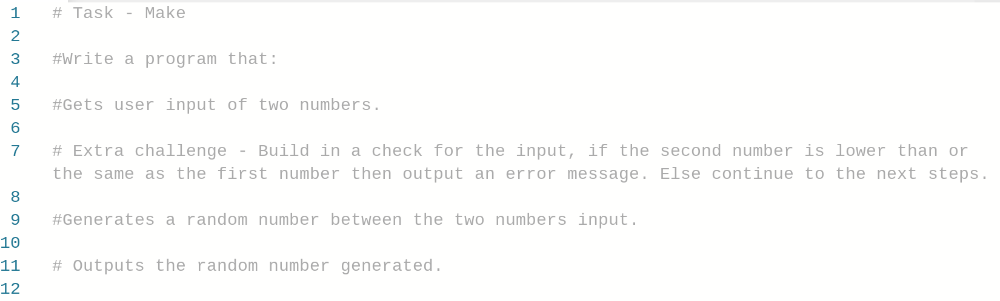 1 # Task - Make
2
3 #Write a program that:
4
5 #Gets user input of two numbers.
6
7 # Extra challenge - Build in a check for the input, if the second number is lower than or
the same as the first number then output an error message. Else continue to the next steps.
8
9 #Generates a random number between the two numbers input.
10
11 # Outputs the random number generated.
12